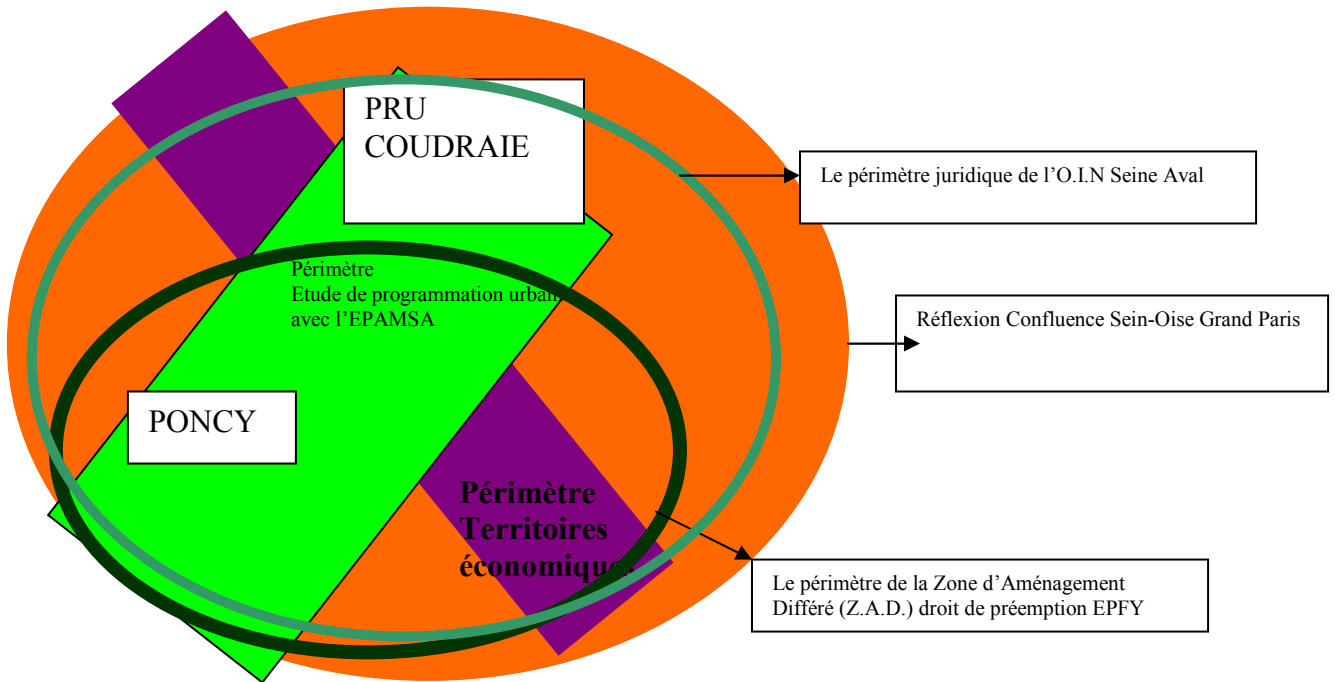 PRU
COUDRAIE
Le périmètre juridique de l’O.I.N Seine Aval
Périmètre
Etude de programmation urbain
avec l’EPAMSA
Réflexion Confluence Sein-Oise Grand Paris
PONCY
Périmètre
Territoires
économique
Le périmètre de la Zone d’Aménagement
Différé (Z.A.D.) droit de préemption EPFY